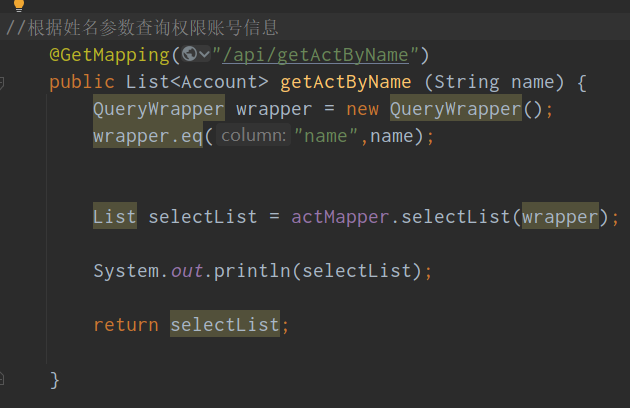 //根据姓名参数查询权限账号信息
@GetMapping("/api/getActByName")
public List<Account> getActByName (String name) {
QueryWrapper wrapper = new QueryWrapper();
wrapper.eq( column: "name",name);
List selectList = actMapper.selectList(wrapper);
System.out.println(selectList);
return selectList;
}